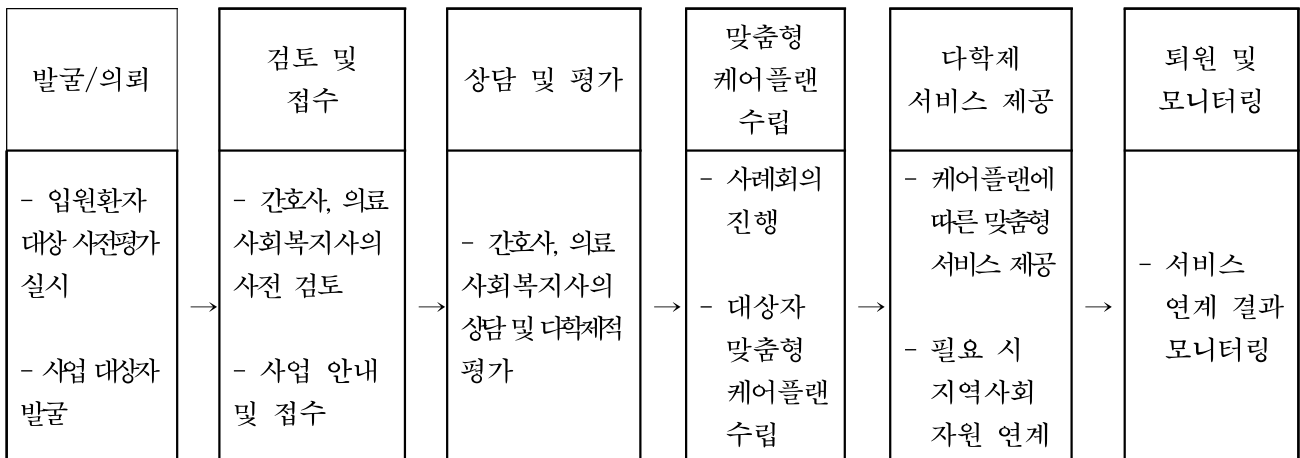 발굴/의뢰
검토 및
접수
상담 및 평가
맞춤형
케어플랜
수립
다학제
서비스 제공
퇴원 및
모니터링
- 입원환자
대상 사전평가
실시
- 사업 대상자
발굴
→
- 간호사, 의료
사회복지사의
사전 검토
- 사업 안내
및 접수
→
- 간호사, 의료
사회복지사의
상담 및 다학제적
평가
→
- 사례회의
진행
- 대상자
맞춤형
케어플랜
수립
→
- 케어플랜에
따른 맞춤형
서비스 제공
- 필요 시
지역사회
자원 연계
→
- 서비스
연계 결과
모니터링